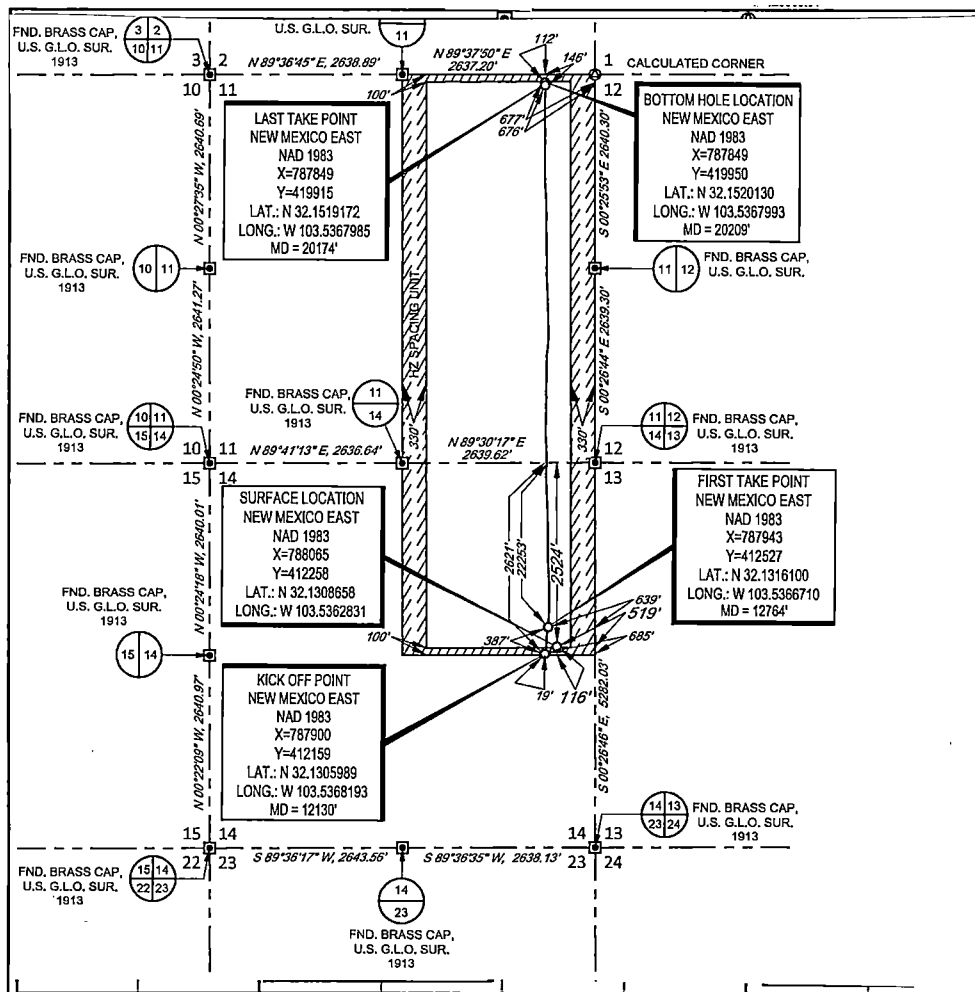 FND. BRASS CAP,
U.S. G.L.O. SUR.
1913
3 2
10 11
U.S. G.L.O. SUR.
11
3 2
10 11
N 89°36'45" E, 2638.89'
N 89°37'50" E
2637.20'
112'
146'
1
12
CALCULATED CORNER
100'
677'
676'
LAST TAKE POINT
NEW MEXICO EAST
NAD 1983
X=787849
Y=419915
LAT.: N 32.1519172
LONG.: W 103.5367985
MD = 20174'
BOTTOM HOLE LOCATION
NEW MEXICO EAST
NAD 1983
X=787849
Y=419950
LAT.: N 32.1520130
LONG.: W 103.5367993
MD = 20209'
N 00°27'35" W, 2640.69'
S 00°25'53" E 2640.30'
FND. BRASS CAP,
U.S. G.L.O. SUR.
1913
10 11
11 12
FND. BRASS CAP,
U.S. G.L.O. SUR.
1913
HZ SPACING UNIT
N 00°24'50" W, 2641.27'
S 00°26'44" E 2639.30'
330'
330'
FND. BRASS CAP,
U.S. G.L.O. SUR.
1913
11
14
FND. BRASS CAP,
U.S. G.L.O. SUR.
1913
10 11
15 14
11 12
14 13
FND. BRASS CAP,
U.S. G.L.O. SUR.
1913
10 11
15 14
N 89°41'13" E, 2636.64'
N 89°30'17" E
2639.62'
12
13
SURFACE LOCATION
NEW MEXICO EAST
NAD 1983
X=788065
Y=412258
LAT.: N 32.1308658
LONG.: W 103.5362831
FIRST TAKE POINT
NEW MEXICO EAST
NAD 1983
X=787943
Y=412527
LAT.: N 32.1316100
LONG.: W 103.5366710
MD = 12764'
2621'
22253'
2524'
N 00°24'18" W, 2640.01'
FND. BRASS CAP,
U.S. G.L.O. SUR.
1913
15 14
100'
387'
639'
519'
685'
19'
116'
KICK OFF POINT
NEW MEXICO EAST
NAD 1983
X=787900
Y=412159
LAT.: N 32.1305989
LONG.: W 103.5368193
MD = 12130'
N 00°22'09" W, 2640.97'
S 00°26'46" E, 5282.03'
14 13
23 24
FND. BRASS CAP,
U.S. G.L.O. SUR.
1913
15 14
22 23
14 13
23 24
S 89°36'17" W, 2643.56'
S 89°36'35" W, 2638.13'
FND. BRASS CAP,
U.S. G.L.O. SUR.
1913
15 14
22 23
14
23
FND. BRASS CAP,
U.S. G.L.O. SUR.
1913